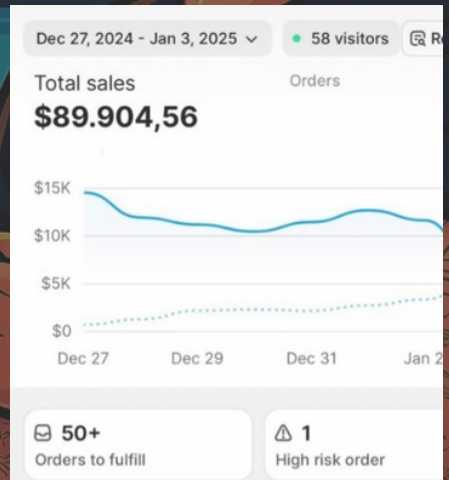 Dec 27, 2024 - Jan 3, 2025
58 visitors
Total sales
Orders
$89.904,56
$15K
$10K
$5K
$0
Dec 27 Dec 29 Dec 31 Jan 2
50+
Orders to fulfill
1
High risk order